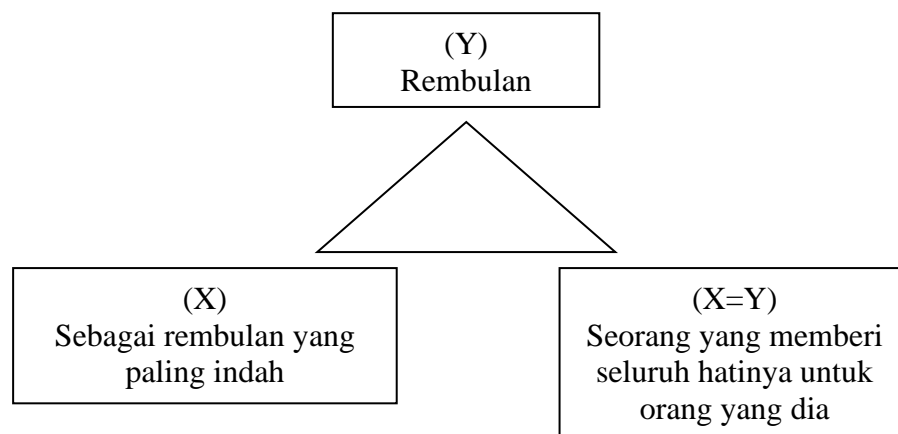 (Y)
Rembulan
(X)
Sebagai rembulan yang
paling indah
(X=Y)
Seorang yang memberi
seluruh hatinya untuk
orang yang dia